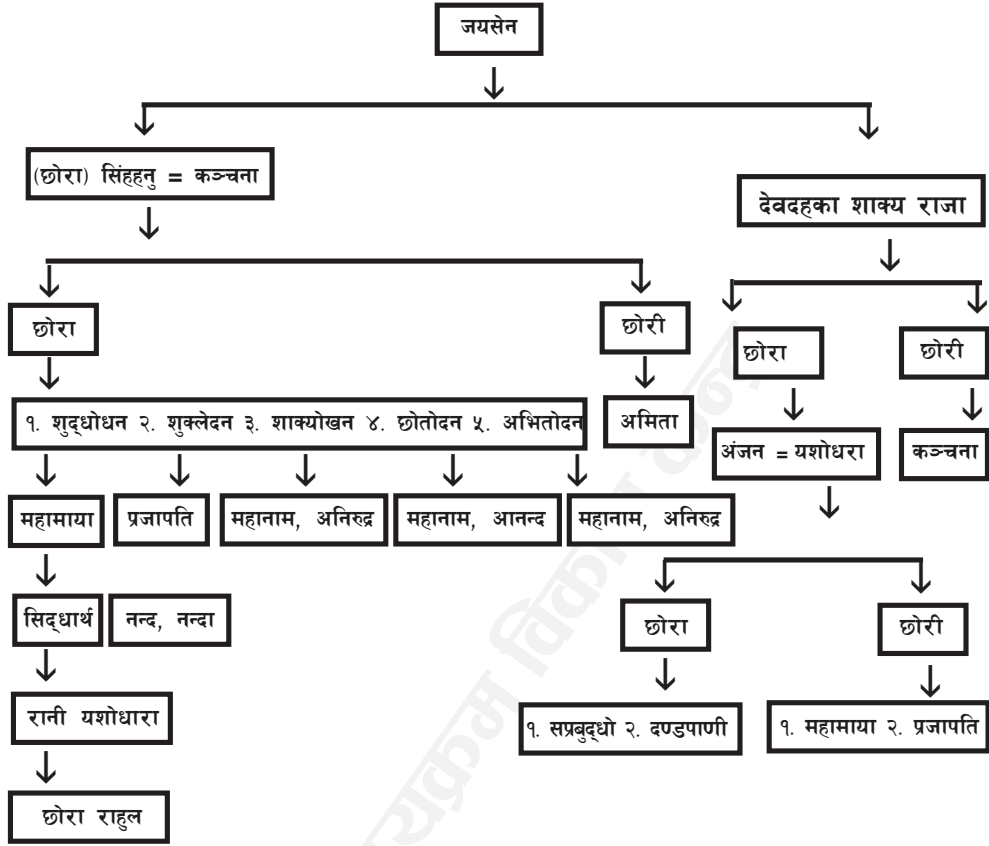 जयसेन
(छोरा) सिंहहनु = कञ्चना
देवदहका शाक्य राजा
छोरा
छोरी
छोरा
छोरी
१. शुद्धोधन २. शुक्लेदन ३. शाक्योखन ४. छोतोदन ५. अभितोदन
अमिता
अंजन = यशोधरा
कञ्चना
महामाया
प्रजापति
महानाम, अनिरुद्र
महानाम, आनन्द
महानाम, अनिरुद्र
सिद्धार्थ
नन्द, नन्दा
छोरा
छोरी
रानी यशोधारा
१. सप्रबुद्धो २. दण्डपाणी
१. महामाया २. प्रजापति
छोरा राहुल